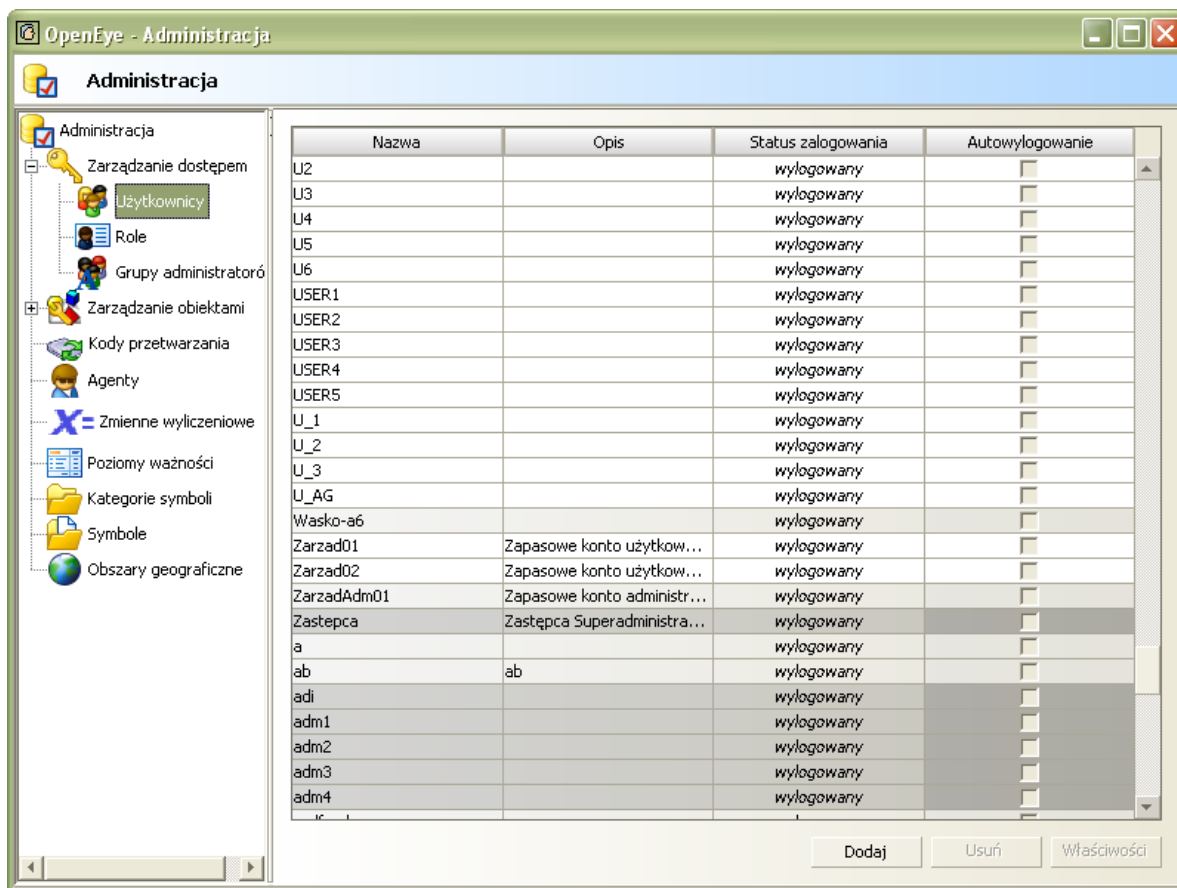 OpenEye - Administracja
Administracja
Administracja
Zarządzanie dostępem
Użytkownicy
Role
Grupy administratoró
Zarządzanie obiektami
Kody przetwarzania
Agenty
Zmienne wyliczeniowe
Poziomy ważności
Kategorie symboli
Symbole
Obszary geograficzne
Nazwa Opis Status zalogowania Autowylogowanie
U2 wylogowany
U3 wylogowany
U4 wylogowany
U5 wylogowany
U6 wylogowany
USER1 wylogowany
USER2 wylogowany
USER3 wylogowany
USER4 wylogowany
USER5 wylogowany
U_1 wylogowany
U_2 wylogowany
U_3 wylogowany
U_AG wylogowany
Wasko-a6 wylogowany
Zarzad01 Zapasowe konto użytkow... wylogowany
Zarzad02 Zapasowe konto użytkow... wylogowany
ZarzadAdm01 Zapasowe konto administr... wylogowany
Zastepca Zastępca Superadministra... wylogowany
a wylogowany
ab ab wylogowany
adi wylogowany
adm1 wylogowany
adm2 wylogowany
adm3 wylogowany
adm4 wylogowany
Dodaj Usuń Właściwości